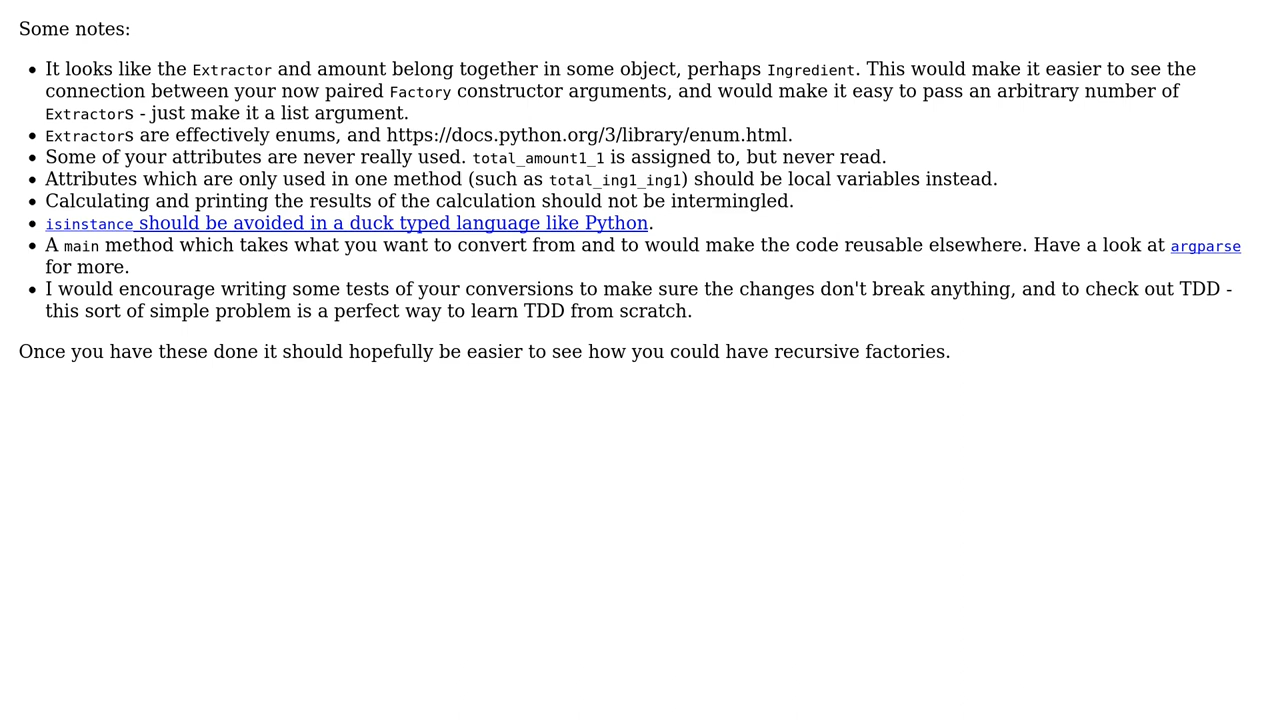 Some notes:
• It looks like the Extractor and amount belong together in some object, perhaps Ingredient. This would make it easier to see the
connection between your now paired Factory constructor arguments, and would make it easy to pass an arbitrary number of
Extractors - just make it a list argument.
• Extractors are effectively enums, and https://docs.python.org/3/library/enum.html.
• Some of your attributes are never really used. total_amount1_1 is assigned to, but never read.
• Attributes which are only used in one method (such as total_ing1_ing1) should be local variables instead.
• Calculating and printing the results of the calculation should not be intermingled.
• isinstance should be avoided in a duck typed language like Python.
• A main method which takes what you want to convert from and to would make the code reusable elsewhere. Have a look at argparse
for more.
• I would encourage writing some tests of your conversions to make sure the changes don't break anything, and to check out TDD -
this sort of simple problem is a perfect way to learn TDD from scratch.
Once you have these done it should hopefully be easier to see how you could have recursive factories.